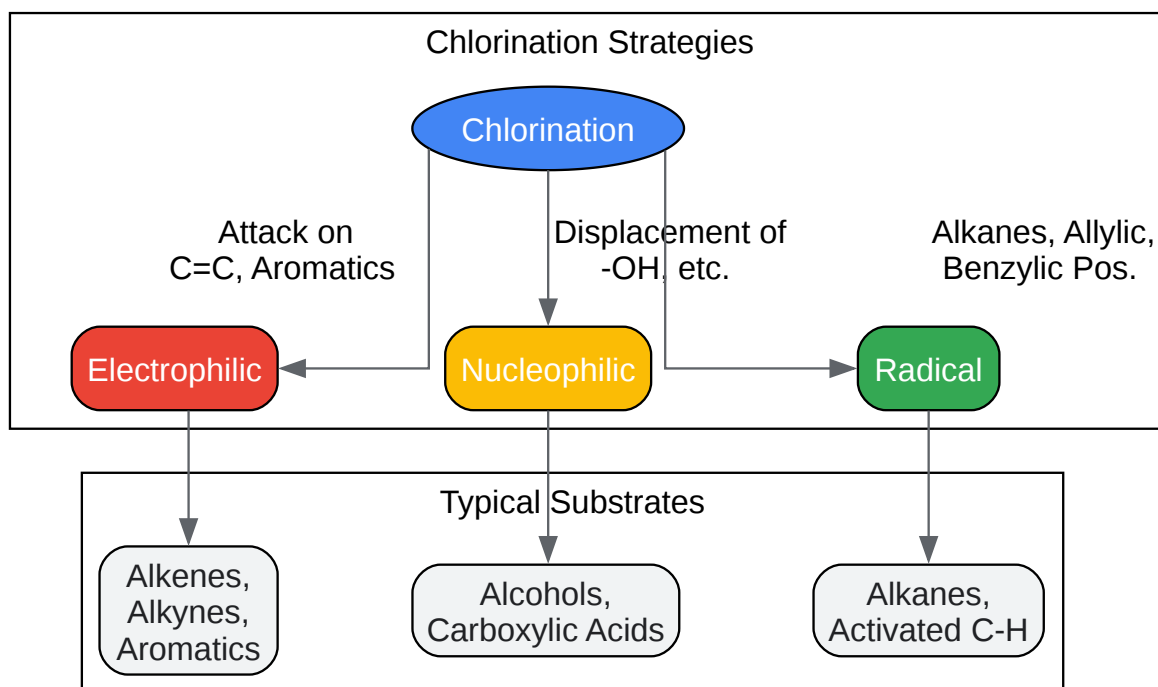 Chlorination Strategies
Chlorination
Attack on
C=C, Aromatics
Displacement of
-OH, etc.
Alkanes, Allylic,
Benzylic Pos.
Electrophilic
Nucleophilic
Radical
Typical Substrates
Alkenes,
Alkynes,
Aromatics
Alcohols,
Carboxylic Acids
Alkanes,
Activated C-H